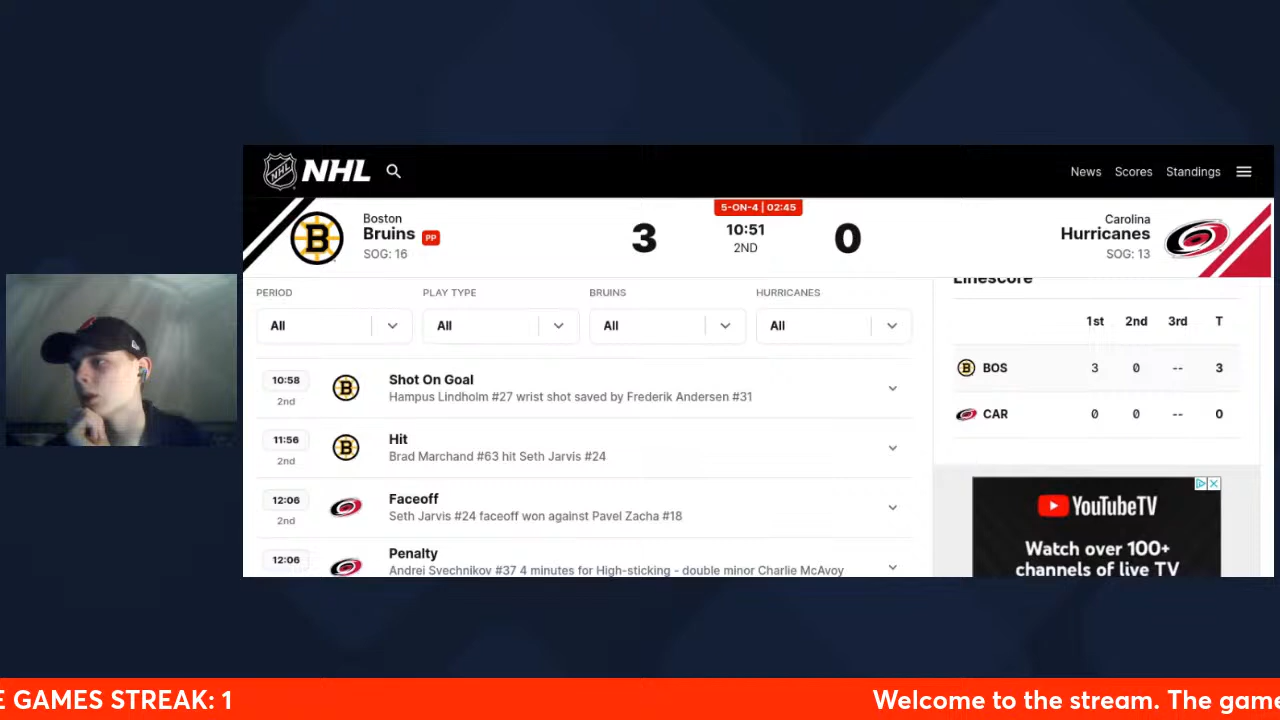 NHL
News Scores Standings
Boston
Bruins PP
SOG: 16
3
5-ON-4 | 02:45
10:51
2ND
0
Carolina
Hurricanes
SOG: 13
PERIOD PLAY TYPE BRUINS HURRICANES
All All All All
10:58
2nd
Shot On Goal
Hampus Lindholm #27 wrist shot saved by Frederik Andersen #31
11:56
2nd
Hit
Brad Marchand #63 hit Seth Jarvis #24
12:06
2nd
Faceoff
Seth Jarvis #24 faceoff won against Pavel Zacha #18
12:06
Penalty
Andrei Svechnikov #37 4 minutes for High-sticking - double minor Charlie McAvoy
Linescore
1st 2nd 3rd T
BOS 3 0 -- 3
CAR 0 0 -- 0
YouTubeTV
Watch over 100+
channels of live TV
E GAMES STREAK: 1
Welcome to the stream. The game